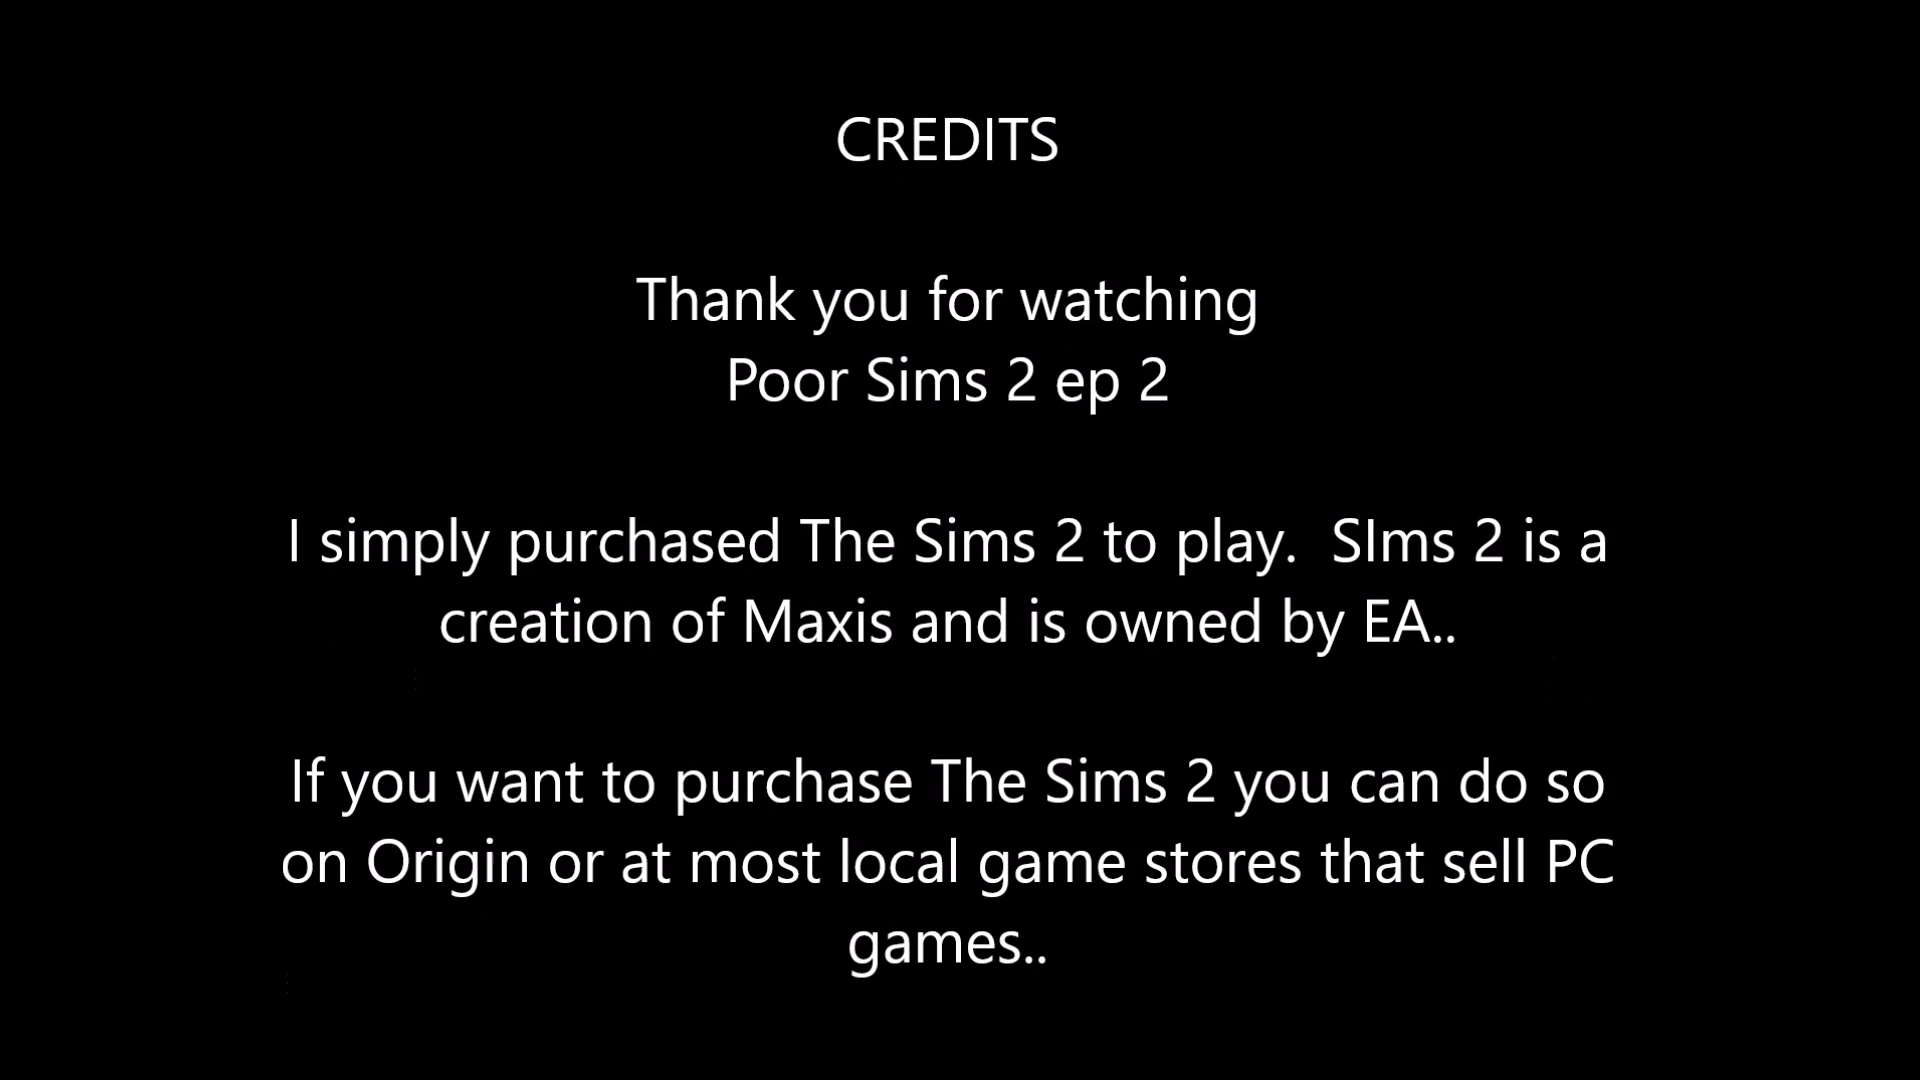 CREDITS
Thank you for watching
Poor Sims 2 ep 2
I simply purchased The Sims 2 to play.  SIms 2 is a
creation of Maxis and is owned by EA..
If you want to purchase The Sims 2 you can do so
on Origin or at most local game stores that sell PC
games..